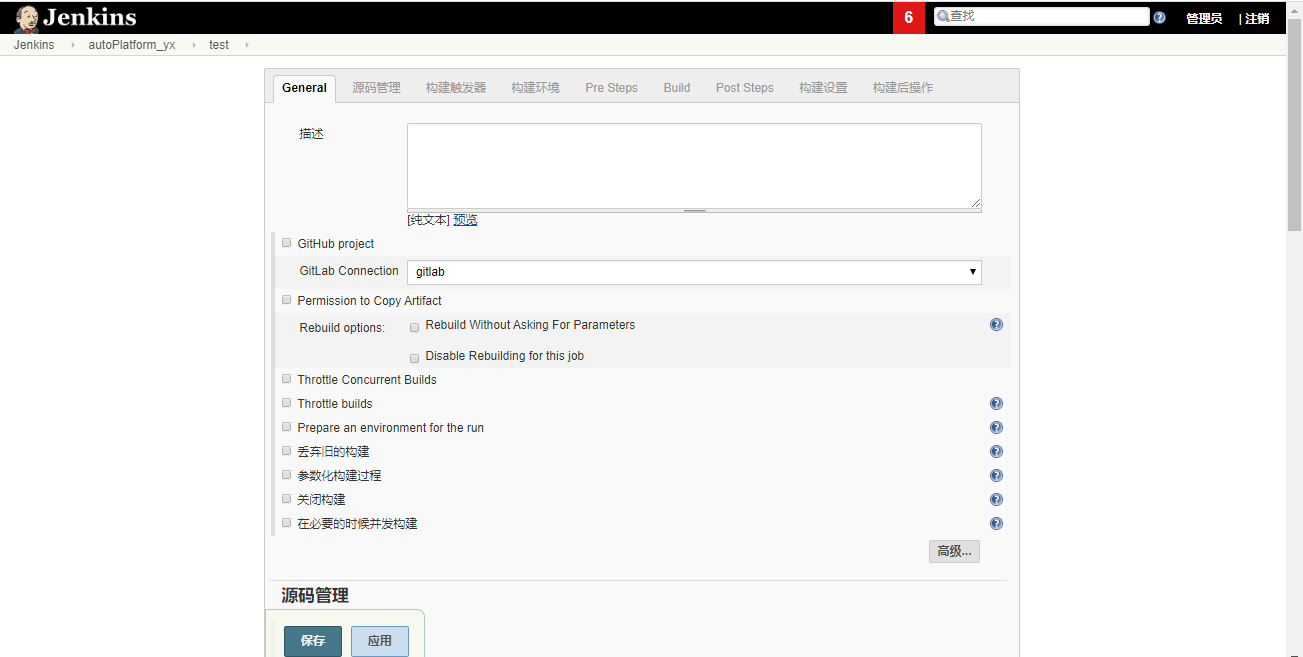 Jenkins
6
查找
管理员 | 注销
Jenkins autoPlatform_yx test
General 源码管理 构建触发器 构建环境 Pre Steps Build Post Steps 构建设置 构建后操作
描述
[纯文本] 预览
GitHub project
GitLab Connection gitlab
Permission to Copy Artifact
Rebuild options: Rebuild Without Asking For Parameters
Disable Rebuilding for this job
Throttle Concurrent Builds
Throttle builds
Prepare an environment for the run
丢弃旧的构建
参数化构建过程
关闭构建
在必要的时候并发构建
高级...
源码管理
保存 应用